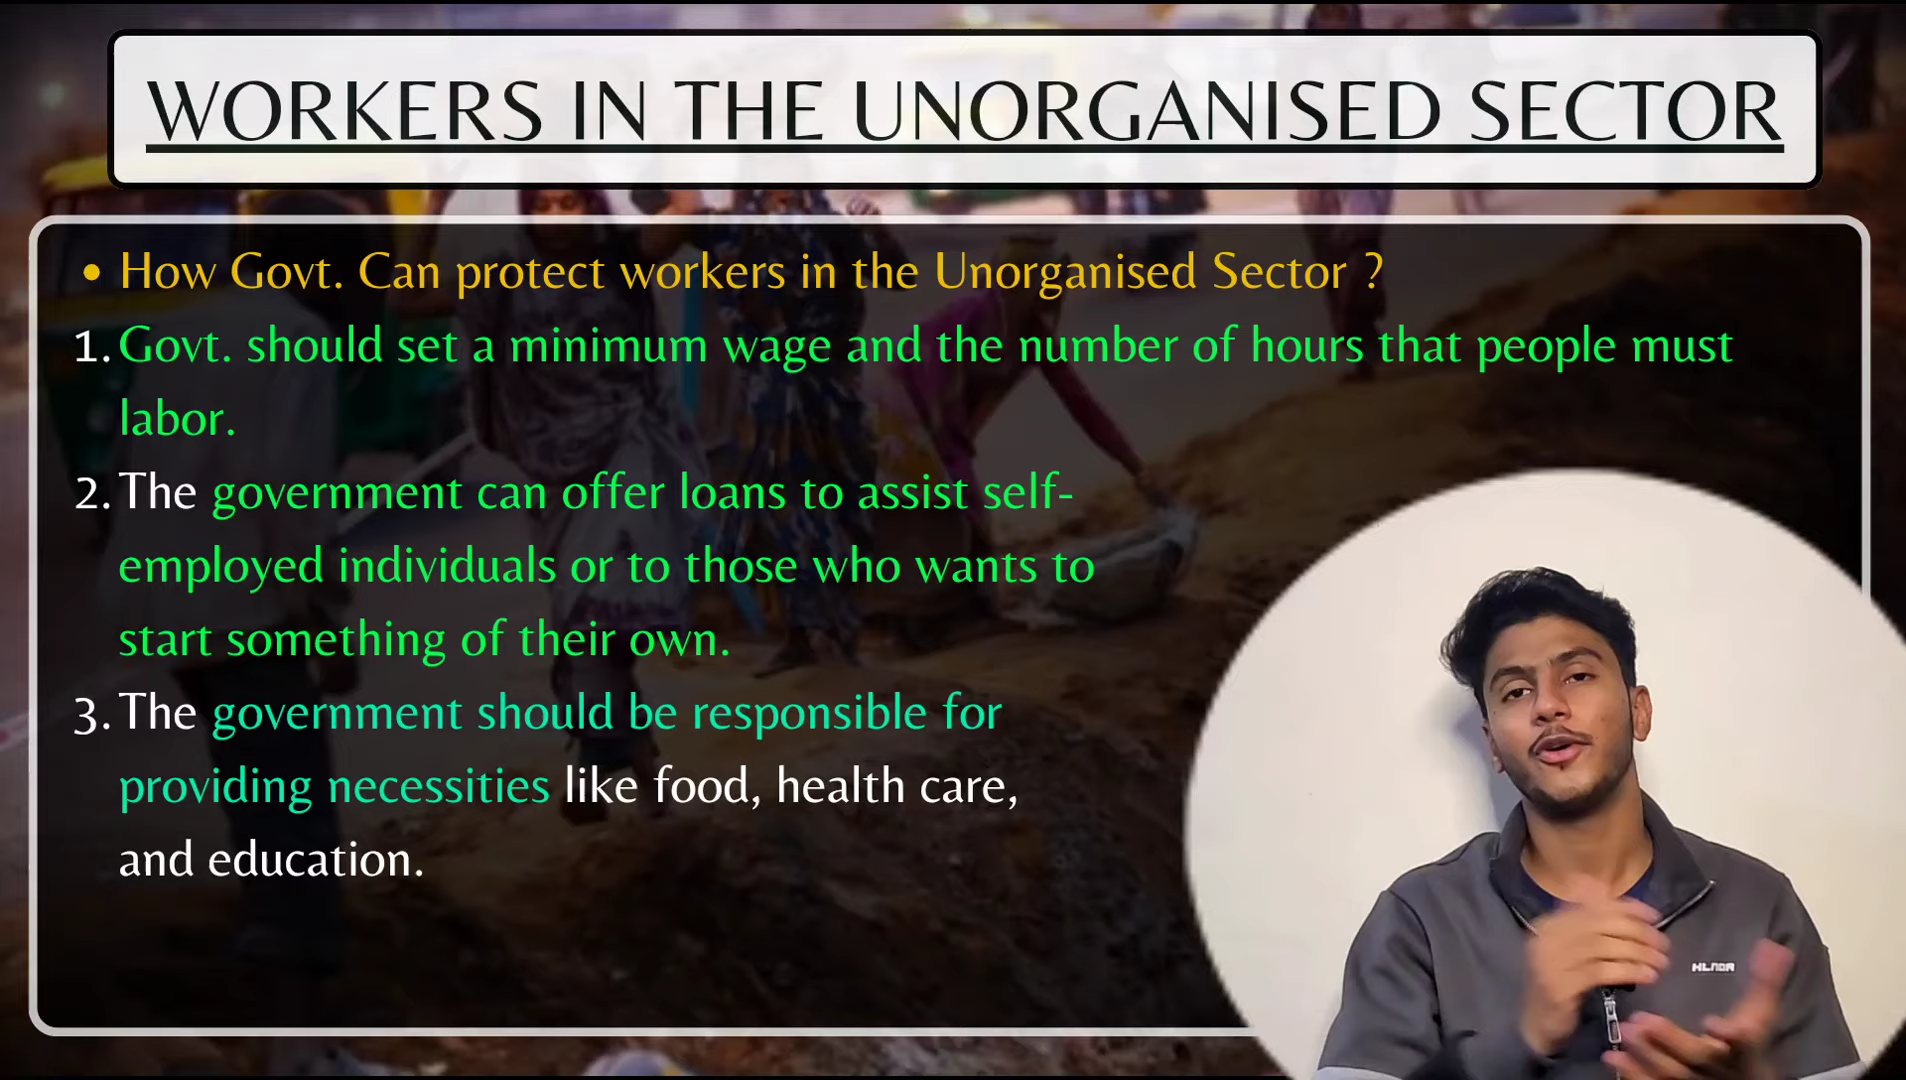 WORKERS IN THE UNORGANISED SECTOR
• How Govt. Can protect workers in the Unorganised Sector ?
1. Govt. should set a minimum wage and the number of hours that people must
labor.
2. The government can offer loans to assist self-
employed individuals or to those who wants to
start something of their own.
3. The government should be responsible for
providing necessities like food, health care,
and education.